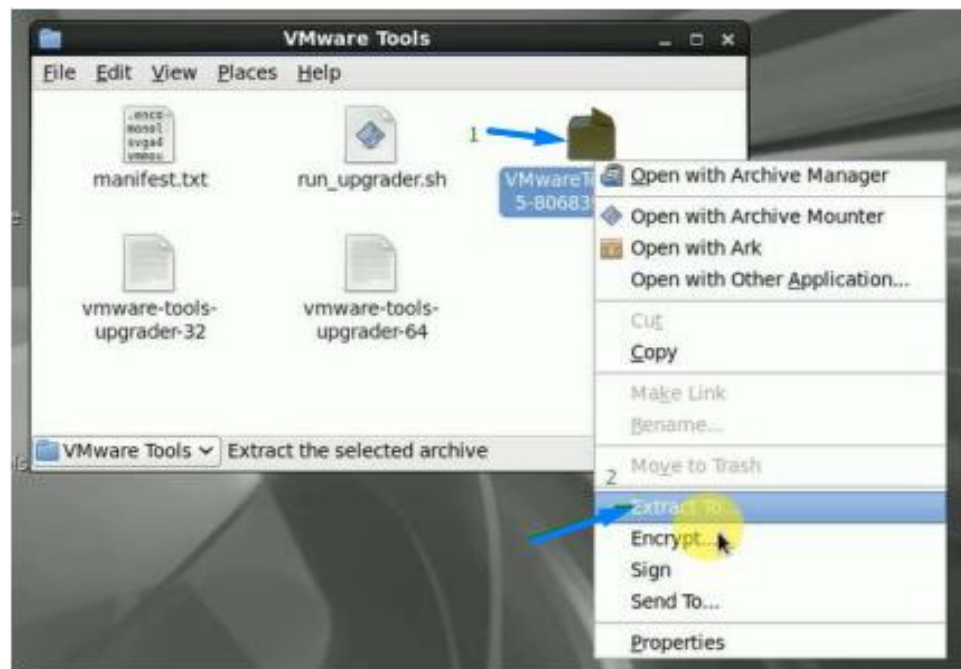 VMware Tools
File Edit View Places Help
manifest.txt
run_upgrader.sh
1
vmware-tools-
upgrader-32
vmware-tools-
upgrader-64
VMware Tools
Extract the selected archive
Open with Archive Manager
Open with Archive Mounter
Open with Ark
Open with Other Application...
Cut
Copy
Make Link
Rename...
Move to Trash
2
Extract To...
Encrypt...
Sign
Send To...
Properties